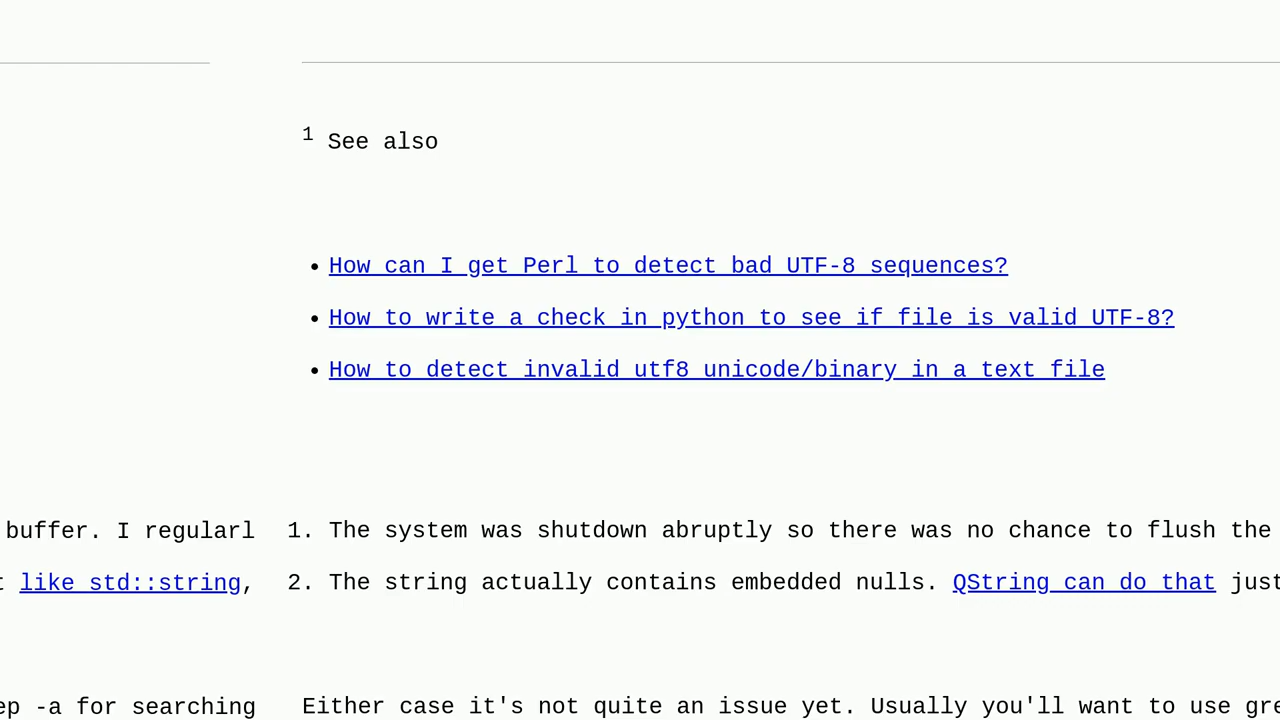 1 See also
• How can I get Perl to detect bad UTF-8 sequences?
• How to write a check in python to see if file is valid UTF-8?
• How to detect invalid utf8 unicode/binary in a text file
buffer. I regularl
1. The system was shutdown abruptly so there was no chance to flush the
t like std::string,
2. The string actually contains embedded nulls. QString can do that just
ep -a for searching
Either case it's not quite an issue yet. Usually you'll want to use gre